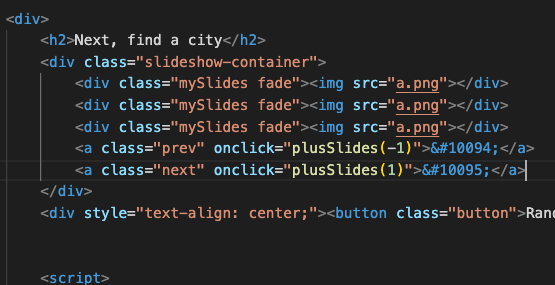 <div>
<h2>Next, find a city</h2>
<div class="slideshow-container">
<div class="mySlides fade"><img src="a.png"></div>
<div class="mySlides fade"><img src="a.png"></div>
<div class="mySlides fade"><img src="a.png"></div>
<a class="prev" onclick="plusSlides(-1)">&#10094;</a>
<a class="next" onclick="plusSlides(1)">&#10095;</a>
</div>
<div style="text-align: center;"><button class="button">Ran
<script>